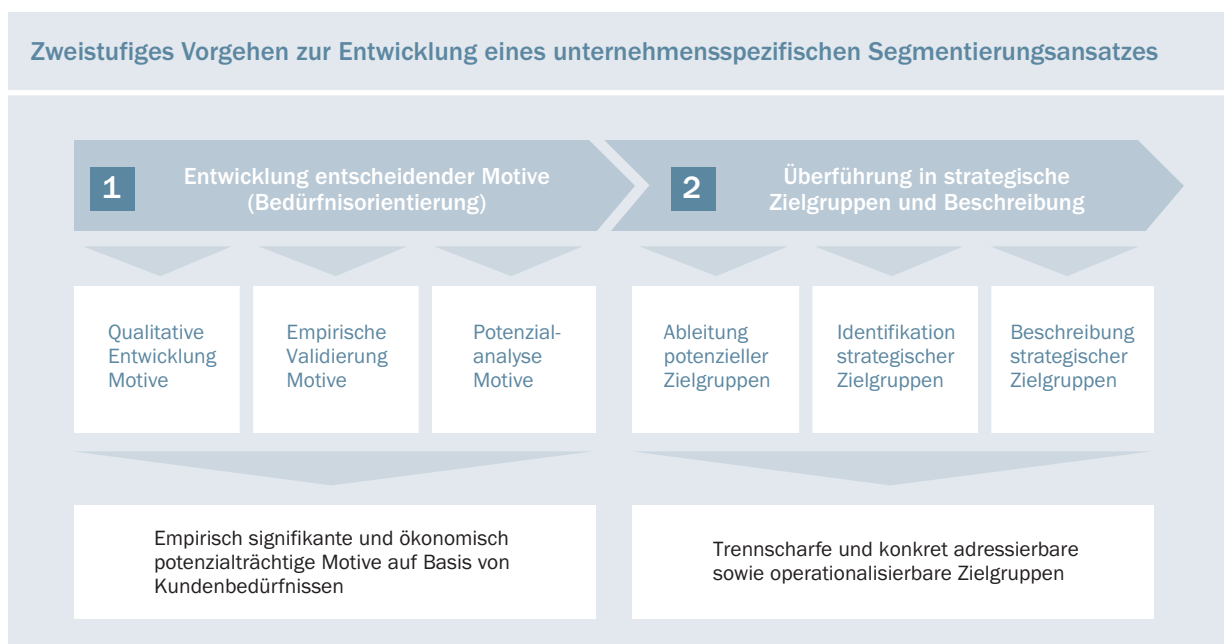 Zweistufiges Vorgehen zur Entwicklung eines unternehmensspezifischen Segmentierungsansatzes
1
Entwicklung entscheidender Motive
(Bedürfnisorientierung)
2
Überführung in strategische
Zielgruppen und Beschreibung
Qualitative
Entwicklung
Motive
Empirische
Validierung
Motive
Potenzial-
analyse
Motive
Ableitung
potenzieller
Zielgruppen
Identifikation
strategischer
Zielgruppen
Beschreibung
strategischer
Zielgruppen
Empirisch signifikante und ökonomisch
potenzialträchtige Motive auf Basis von
Kundenbedürfnissen
Trennscharfe und konkret adressierbare
sowie operationalisierbare Zielgruppen